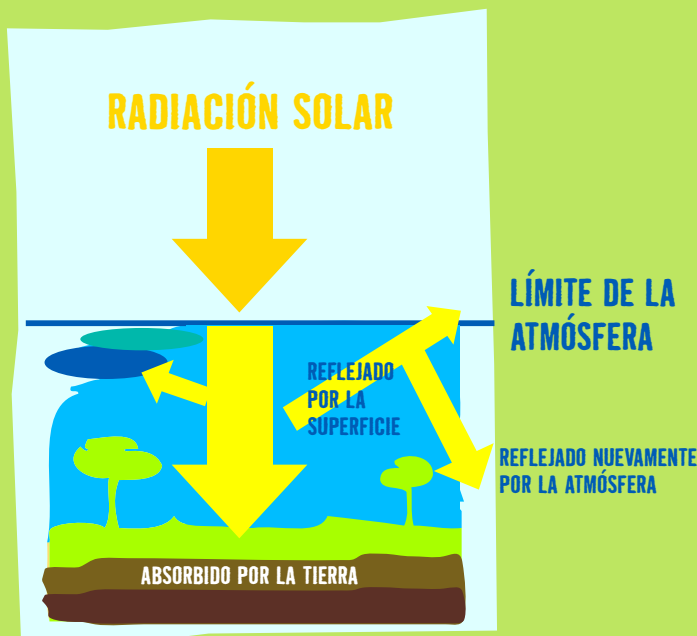 RADIACIÓN SOLAR
LÍMITE DE LA
ATMÓSFERA
REFLEJADO
POR LA
SUPERFICIE
REFLEJADO NUEVAMENTE
POR LA ATMÓSFERA
ABSORBIDO POR LA TIERRA